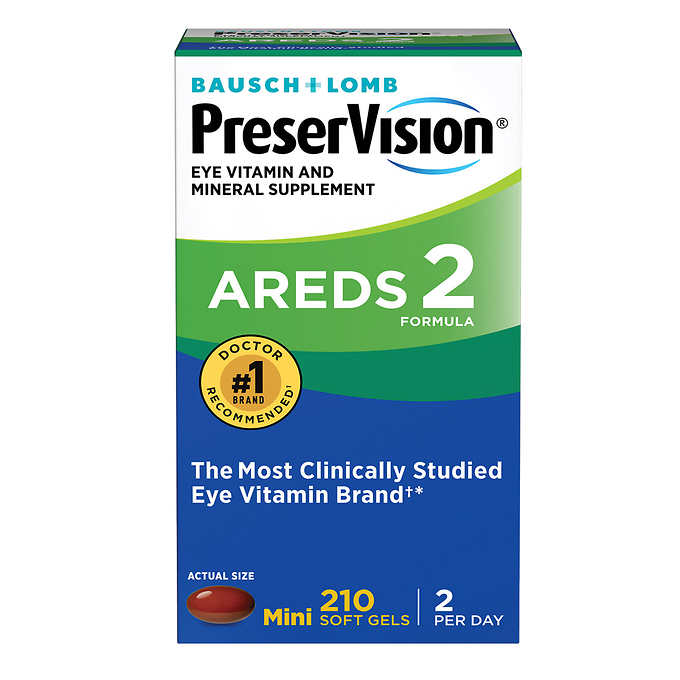 BAUSCH + LOMB
PreserVision®
EYE VITAMIN AND
MINERAL SUPPLEMENT
AREDS 2
FORMULA
DOCTOR
#1
BRAND
RECOMMENDED†
The Most Clinically Studied
Eye Vitamin Brand†*
ACTUAL SIZE
Mini 210 SOFT GELS
2 PER DAY